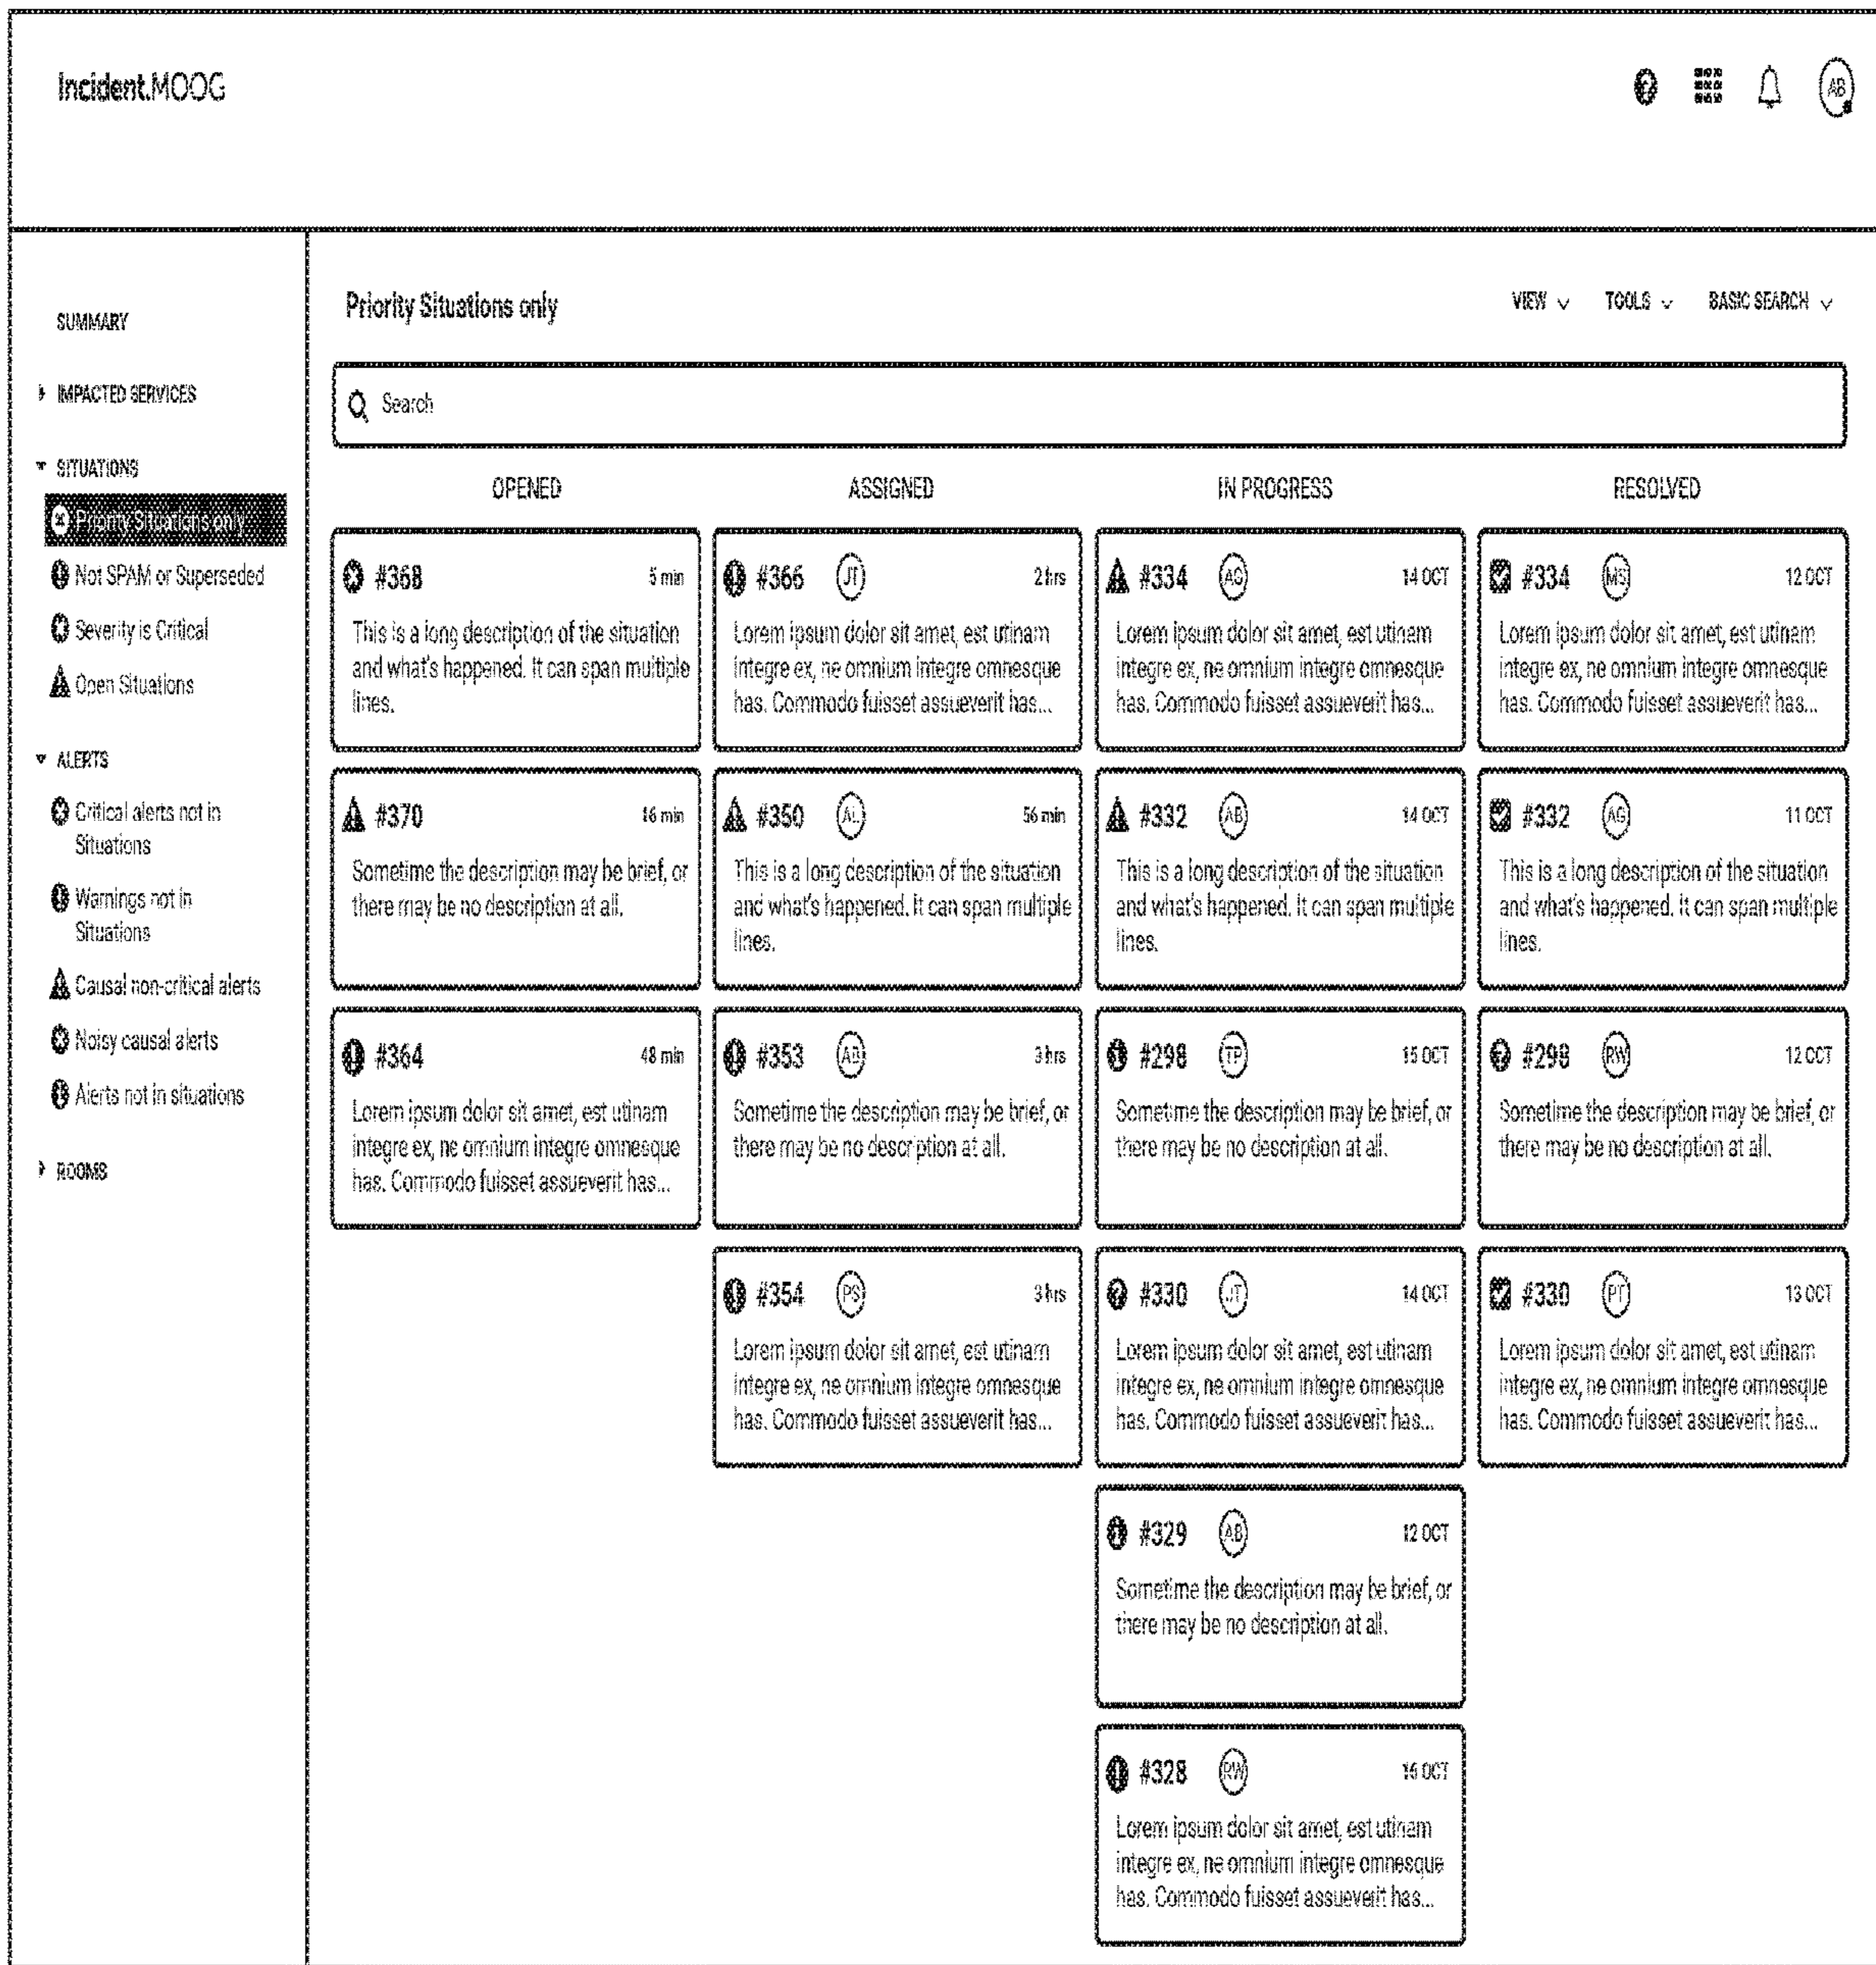 Incident.MOOG
AB
SUMMARY
IMPACTED SERVICES
SITUATIONS
Priority Situations only
Not SPAM or Superseded
Severity is Critical
Open Situations
ALERTS
Critical alerts not in
Situations
Warnings not in
Situations
Causal non-critical alerts
Noisy causal alerts
Alerts not in situations
ROOMS
Priority Situations only
VIEW
TOOLS
BASIC SEARCH
Search
OPENED
#368
5 min
This is a long description of the situation
and what's happened. It can span multiple
lines.
#370
16 min
Sometime the description may be brief, or
there may be no description at all.
#364
48 min
Lorem ipsum dolor sit amet, est utinam
integre ex, ne omnium integre omnesque
has. Commodo fuisset assueverit has...
ASSIGNED
#366
JT
2 hrs
Lorem ipsum dolor sit amet, est utinam
integre ex, ne omnium integre omnesque
has. Commodo fuisset assueverit has...
#350
AL
56 min
This is a long description of the situation
and what's happened. It can span multiple
lines.
#353
AB
3 hrs
Sometime the description may be brief, or
there may be no description at all.
#354
PS
3 hrs
Lorem ipsum dolor sit amet, est utinam
integre ex, ne omnium integre omnesque
has. Commodo fuisset assueverit has...
IN PROGRESS
#334
AG
14 OCT
Lorem ipsum dolor sit amet, est utinam
integre ex, ne omnium integre omnesque
has. Commodo fuisset assueverit has...
#332
AB
14 OCT
This is a long description of the situation
and what's happened. It can span multiple
lines.
#298
TP
15 OCT
Sometime the description may be brief, or
there may be no description at all.
#330
JT
14 OCT
Lorem ipsum dolor sit amet, est utinam
integre ex, ne omnium integre omnesque
has. Commodo fuisset assueverit has...
#329
AB
12 OCT
Sometime the description may be brief, or
there may be no description at all.
#328
RW
16 OCT
Lorem ipsum dolor sit amet, est utinam
integre ex, ne omnium integre omnesque
has. Commodo fuisset assueverit has...
RESOLVED
#334
MS
12 OCT
Lorem ipsum dolor sit amet, est utinam
integre ex, ne omnium integre omnesque
has. Commodo fuisset assueverit has...
#332
AG
11 OCT
This is a long description of the situation
and what's happened. It can span multiple
lines.
#298
RW
12 OCT
Sometime the description may be brief, or
there may be no description at all.
#330
PT
13 OCT
Lorem ipsum dolor sit amet, est utinam
integre ex, ne omnium integre omnesque
has. Commodo fuisset assueverit has...